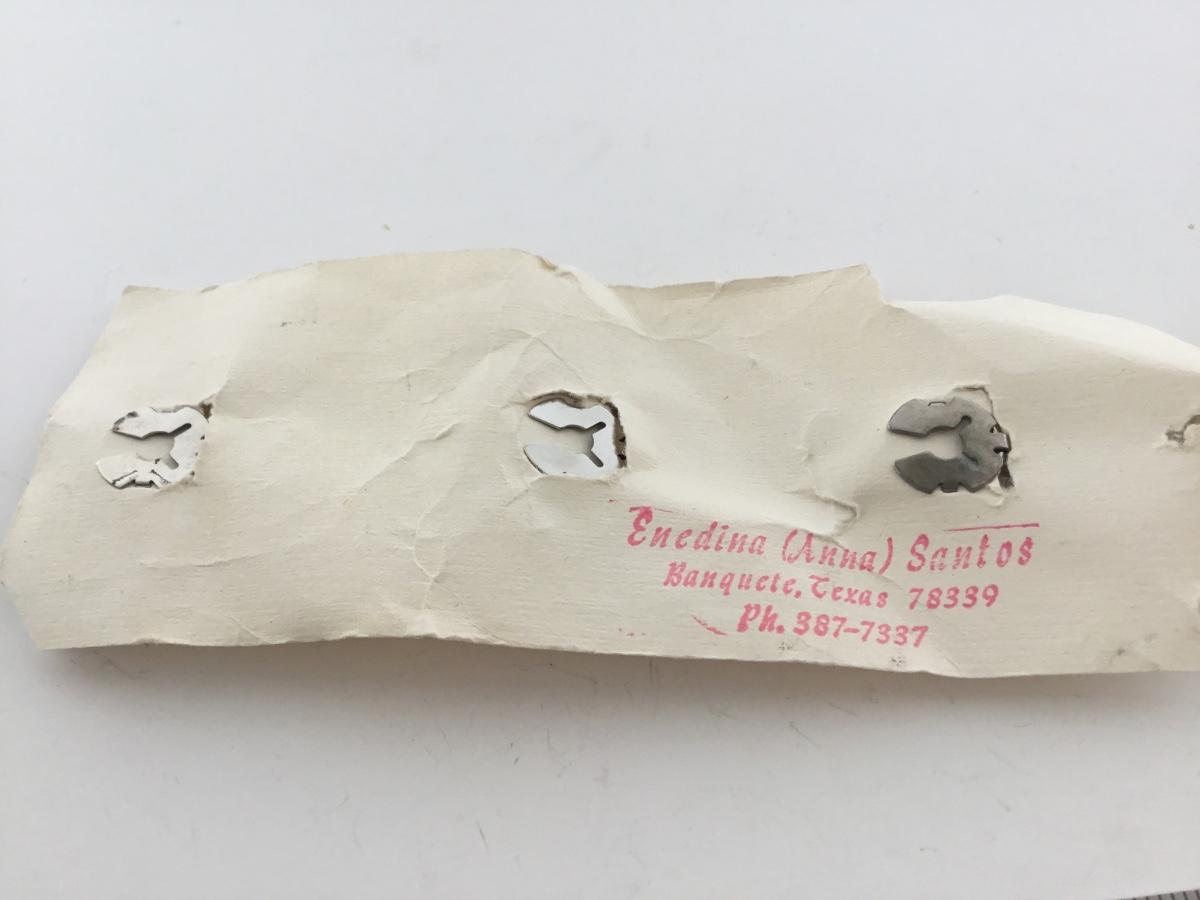 Enedina (Anna) Santos
Banquete, Texas 78339
Ph. 387-7337